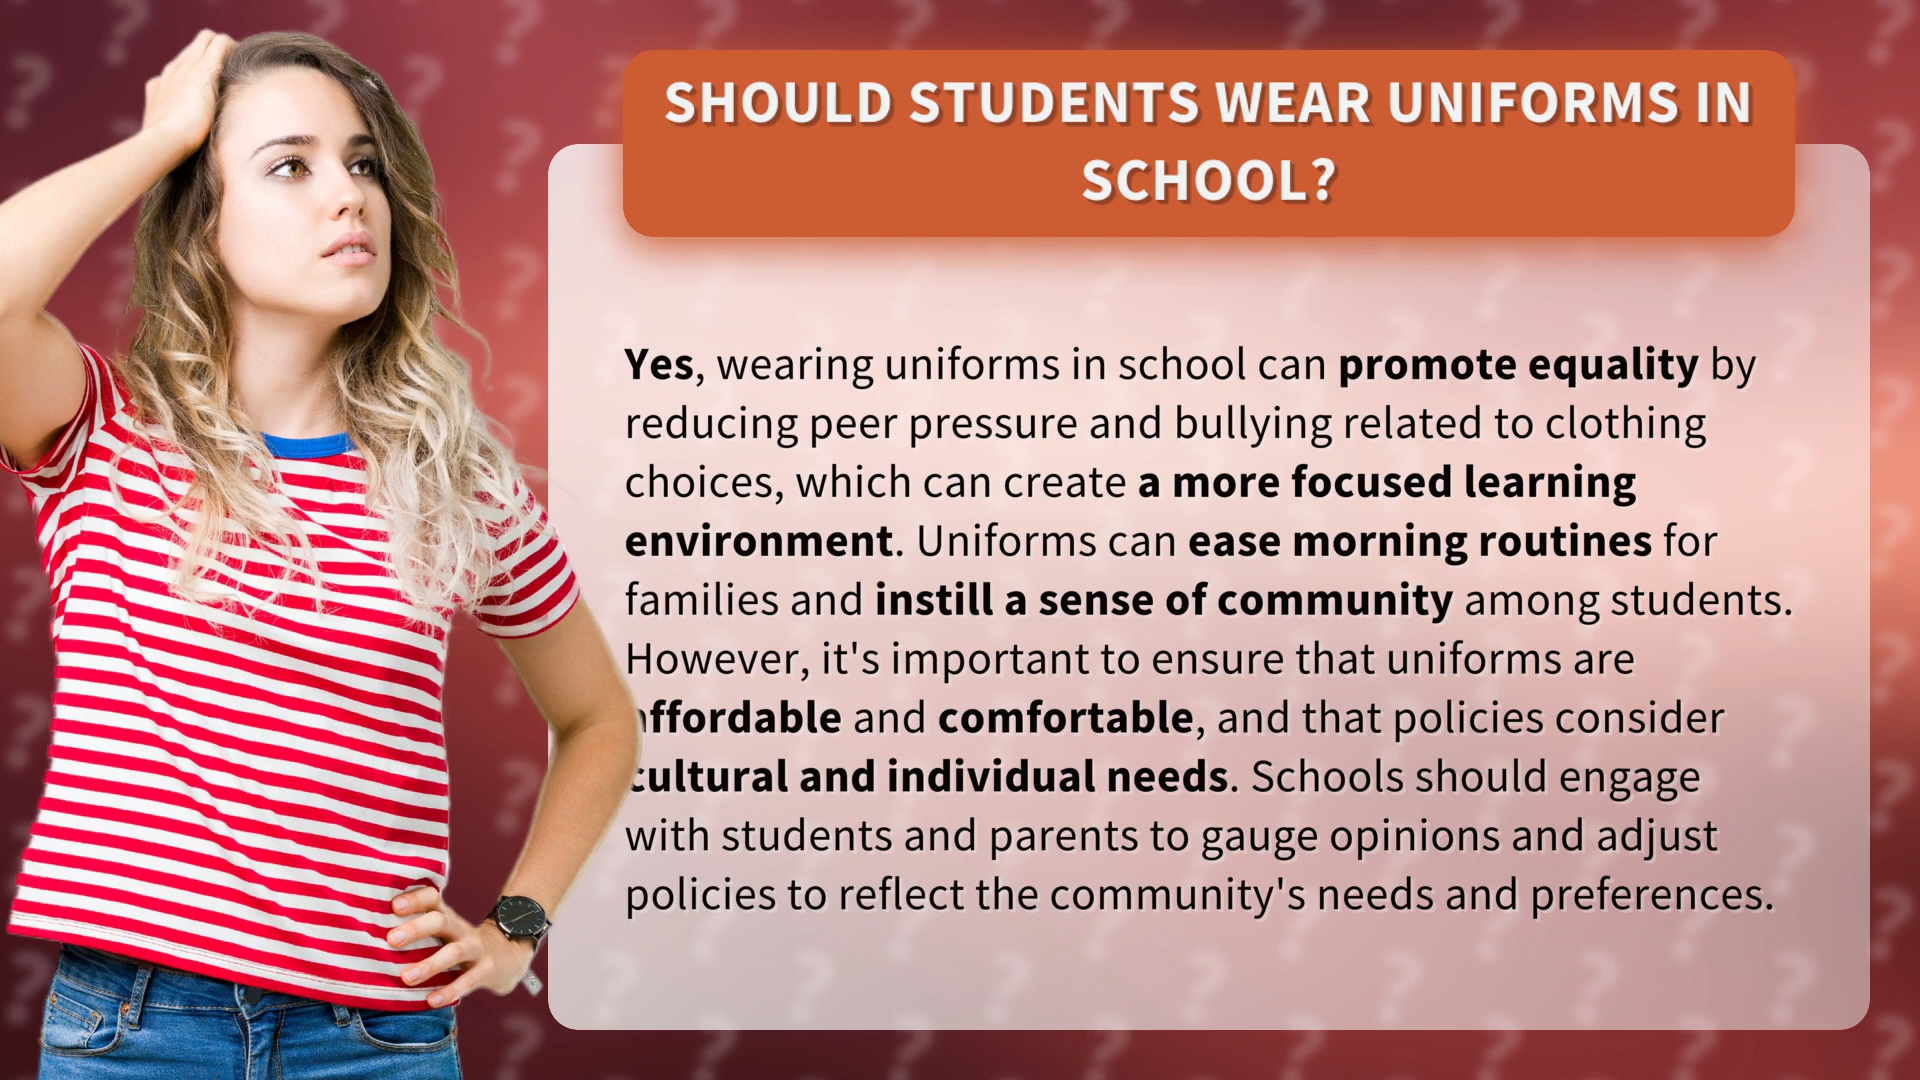 SHOULD STUDENTS WEAR UNIFORMS IN
SCHOOL?
Yes, wearing uniforms in school can promote equality by
reducing peer pressure and bullying related to clothing
choices, which can create a more focused learning
environment. Uniforms can ease morning routines for
families and instill a sense of community among students.
However, it's important to ensure that uniforms are
affordable and comfortable, and that policies consider
cultural and individual needs. Schools should engage
with students and parents to gauge opinions and adjust
policies to reflect the community's needs and preferences.